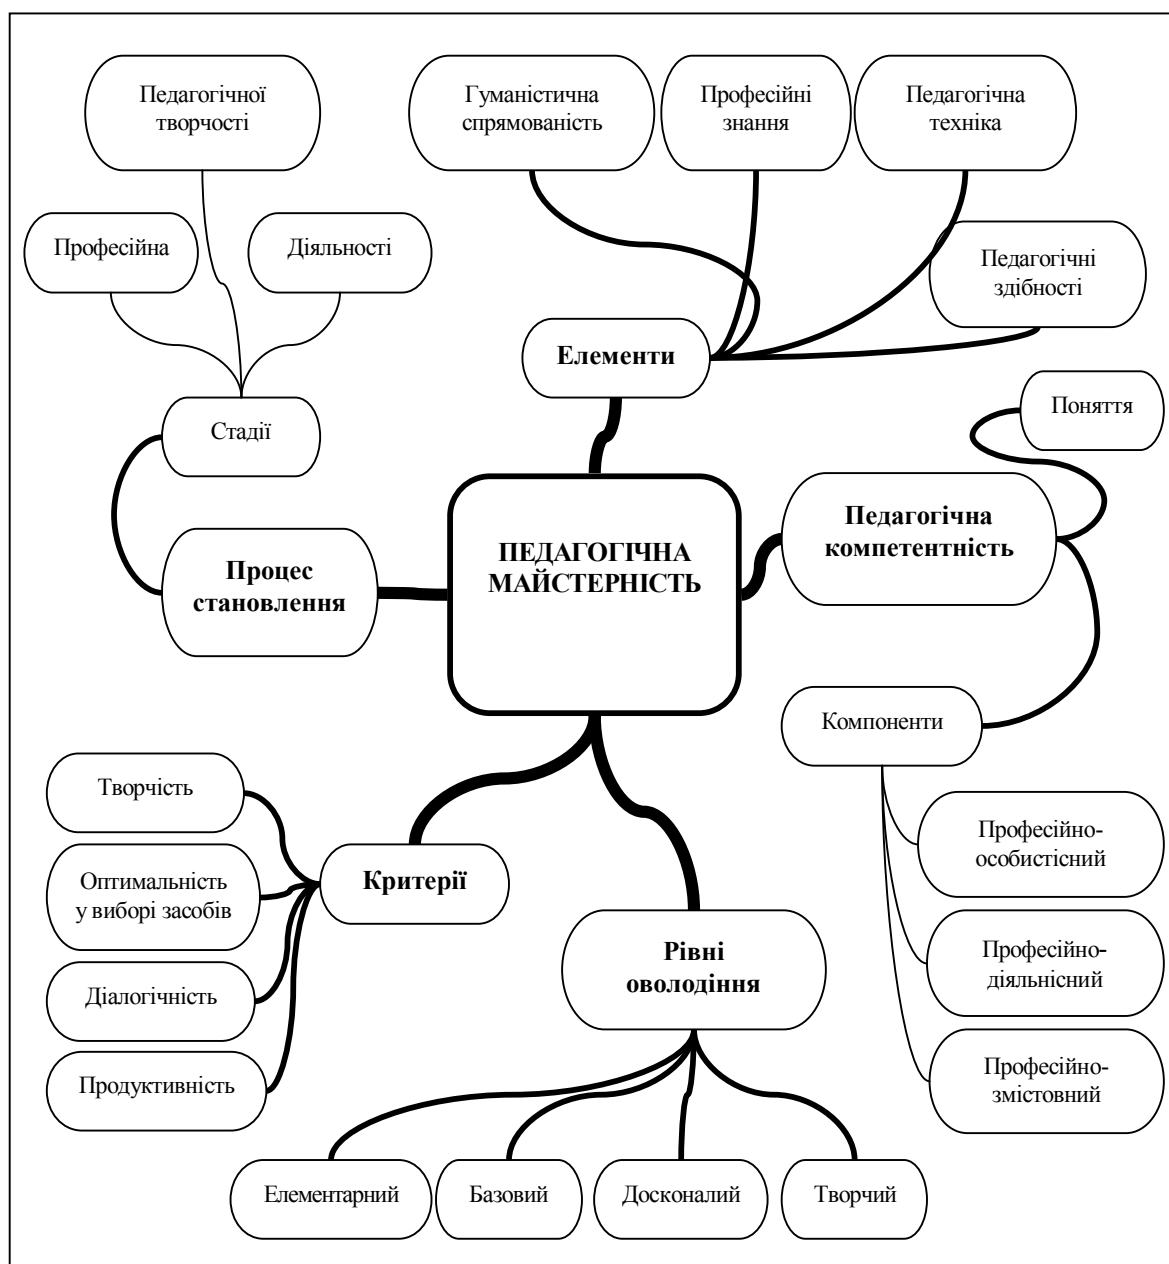 Педагогічної
творчості
Гуманістична
спрямованість
Професійні
знання
Педагогічна
техніка
Професійна
Діяльності
Педагогічні
здібності
Елементи
Поняття
Стадії
Педагогічна
компетентність
ПЕДАГОГІЧНА
МАЙСТЕРНІСТЬ
Процес
становлення
Компоненти
Творчість
Професійно-
особистісний
Критерії
Оптимальність
у виборі засобів
Рівні
оволодіння
Професійно-
діяльнісний
Діалогічність
Продуктивність
Професійно-
змістовний
Елементарний
Базовий
Досконалий
Творчий